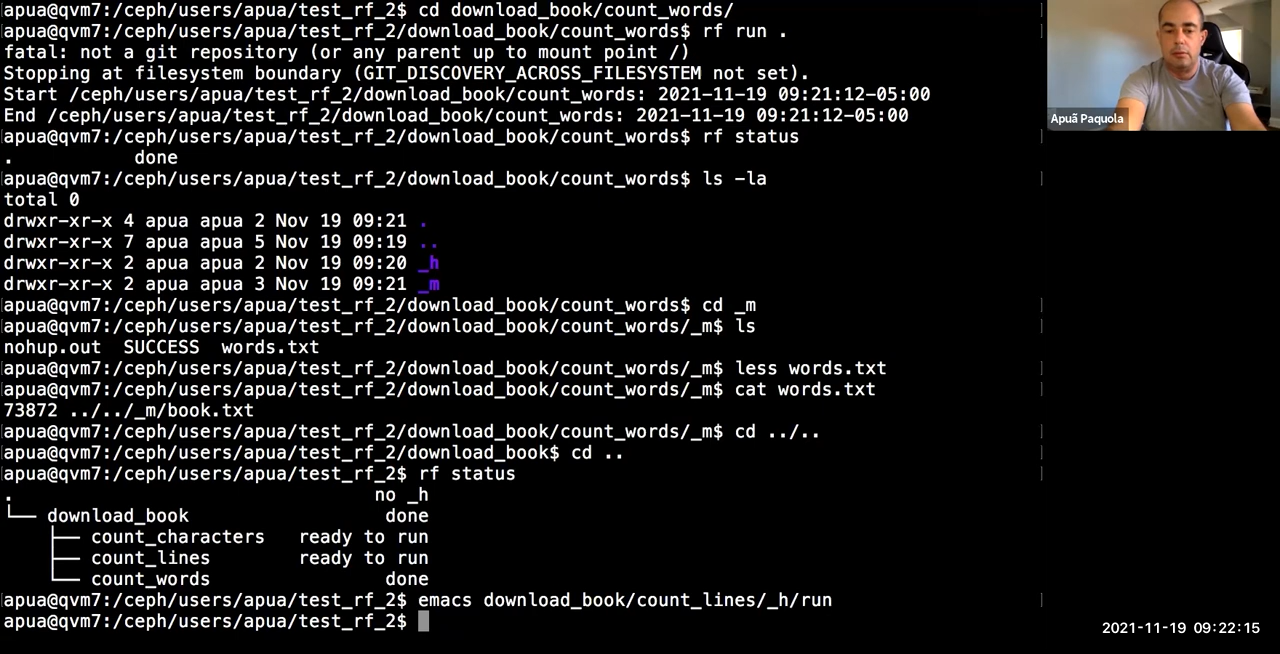 apua@qvm7:/ceph/users/apua/test_rf_2$ cd download_book/count_words/
apua@qvm7:/ceph/users/apua/test_rf_2/download_book/count_words$ rf run .
fatal: not a git repository (or any parent up to mount point /)
Stopping at filesystem boundary (GIT_DISCOVERY_ACROSS_FILESYSTEM not set).
Start /ceph/users/apua/test_rf_2/download_book/count_words: 2021-11-19 09:21:12-05:00
End /ceph/users/apua/test_rf_2/download_book/count_words: 2021-11-19 09:21:12-05:00
apua@qvm7:/ceph/users/apua/test_rf_2/download_book/count_words$ rf status
. done
apua@qvm7:/ceph/users/apua/test_rf_2/download_book/count_words$ ls -la
total 0
drwxr-xr-x 4 apua apua 2 Nov 19 09:21 .
drwxr-xr-x 7 apua apua 5 Nov 19 09:19 ..
drwxr-xr-x 2 apua apua 2 Nov 19 09:20 _h
drwxr-xr-x 2 apua apua 3 Nov 19 09:21 _m
apua@qvm7:/ceph/users/apua/test_rf_2/download_book/count_words$ cd _m
apua@qvm7:/ceph/users/apua/test_rf_2/download_book/count_words/_m$ ls
nohup.out SUCCESS words.txt
apua@qvm7:/ceph/users/apua/test_rf_2/download_book/count_words/_m$ less words.txt
apua@qvm7:/ceph/users/apua/test_rf_2/download_book/count_words/_m$ cat words.txt
73872 ../../_m/book.txt
apua@qvm7:/ceph/users/apua/test_rf_2/download_book/count_words/_m$ cd ../..
apua@qvm7:/ceph/users/apua/test_rf_2/download_book$ cd ..
apua@qvm7:/ceph/users/apua/test_rf_2$ rf status
. no _h
└── download_book done
├── count_characters ready to run
├── count_lines ready to run
└── count_words done
apua@qvm7:/ceph/users/apua/test_rf_2$ emacs download_book/count_lines/_h/run
apua@qvm7:/ceph/users/apua/test_rf_2$
Apuã Paquola
2021-11-19 09:22:15